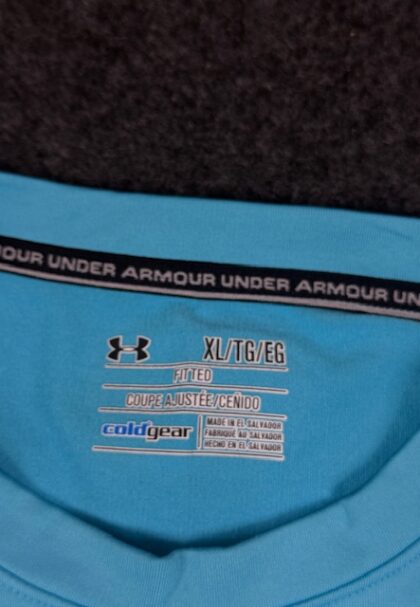 OUR UNDER ARMOUR UNDER ARMOUR UN
XL/TG/EG
FITTED
COUPE AJUSTÉE/CEÑIDO
coldgear
MADE IN EL SALVADOR
FABRIQUÉ AU SALVADOR
HECHO EN EL SALVADOR